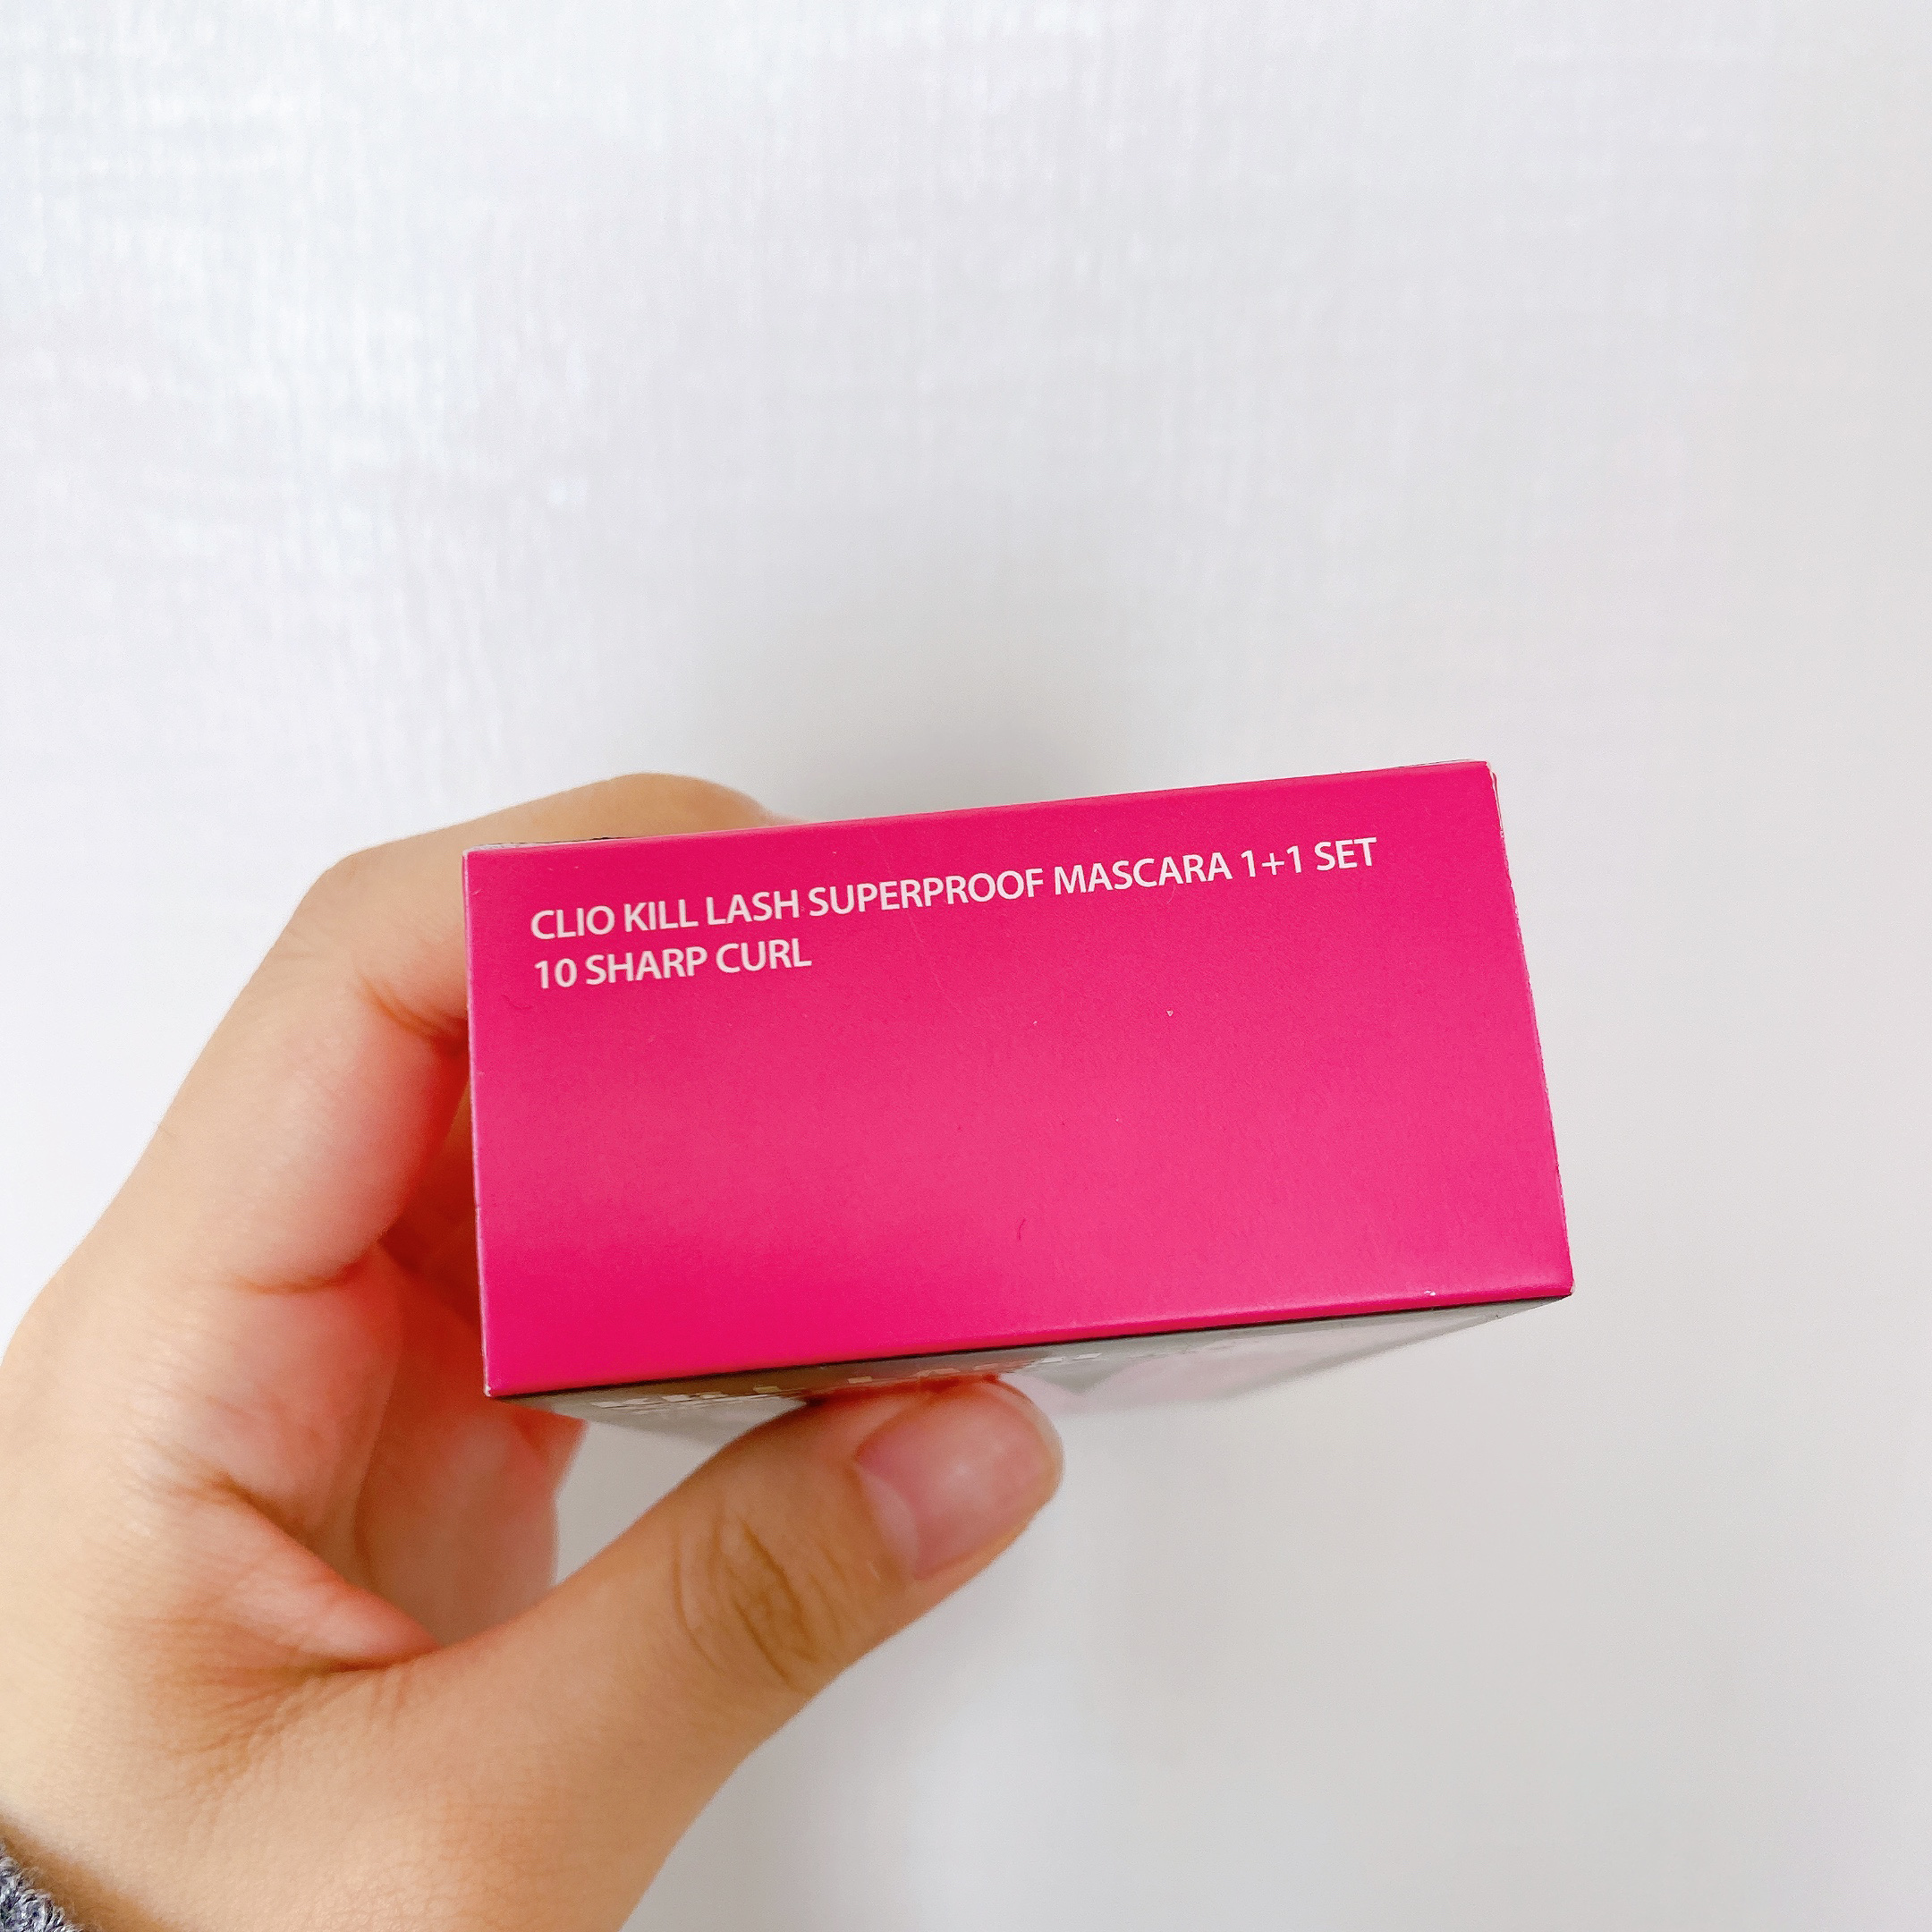 CLIO KILL LASH SUPERPROOF MASCARA 1+1 SET
10 SHARP CURL